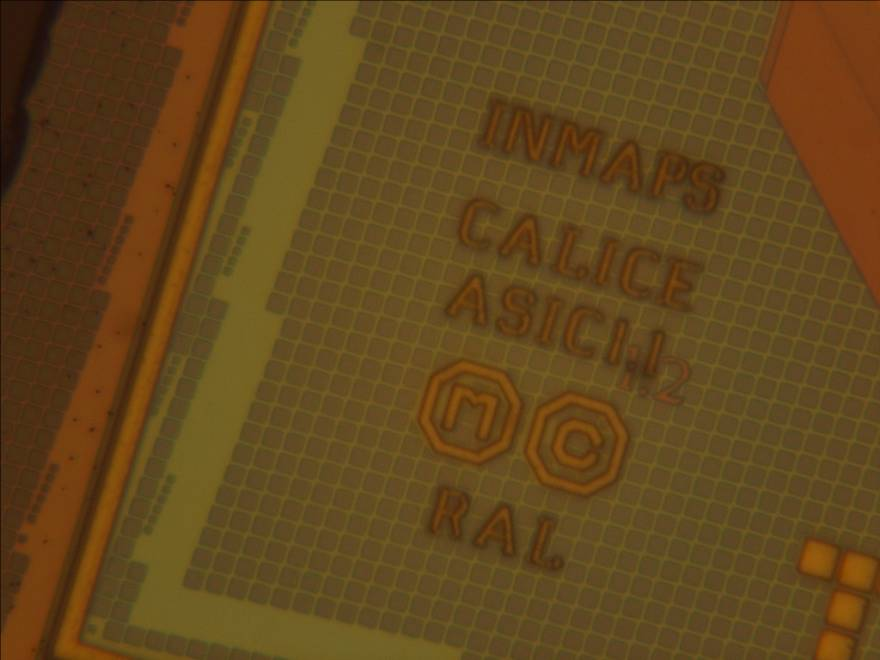 INMAPS
CALICE
ASIC1.1
1.2
Ⓜ ©
RAL